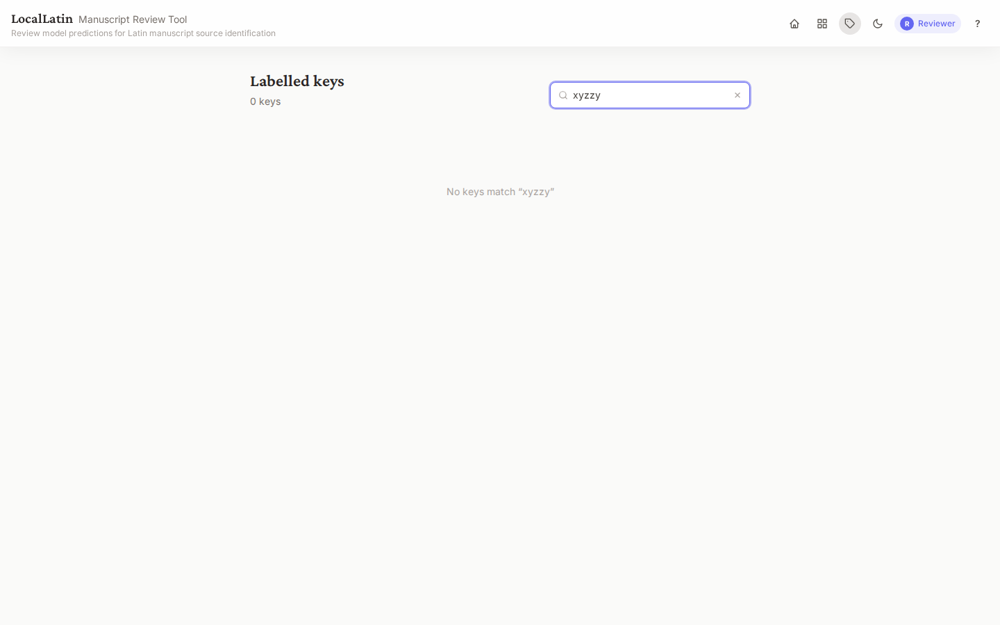 LocalLatin Manuscript Review Tool
Review model predictions for Latin manuscript source identification
R Reviewer ?
Labelled keys
0 keys
xyzzy ×
No keys match “xyzzy”